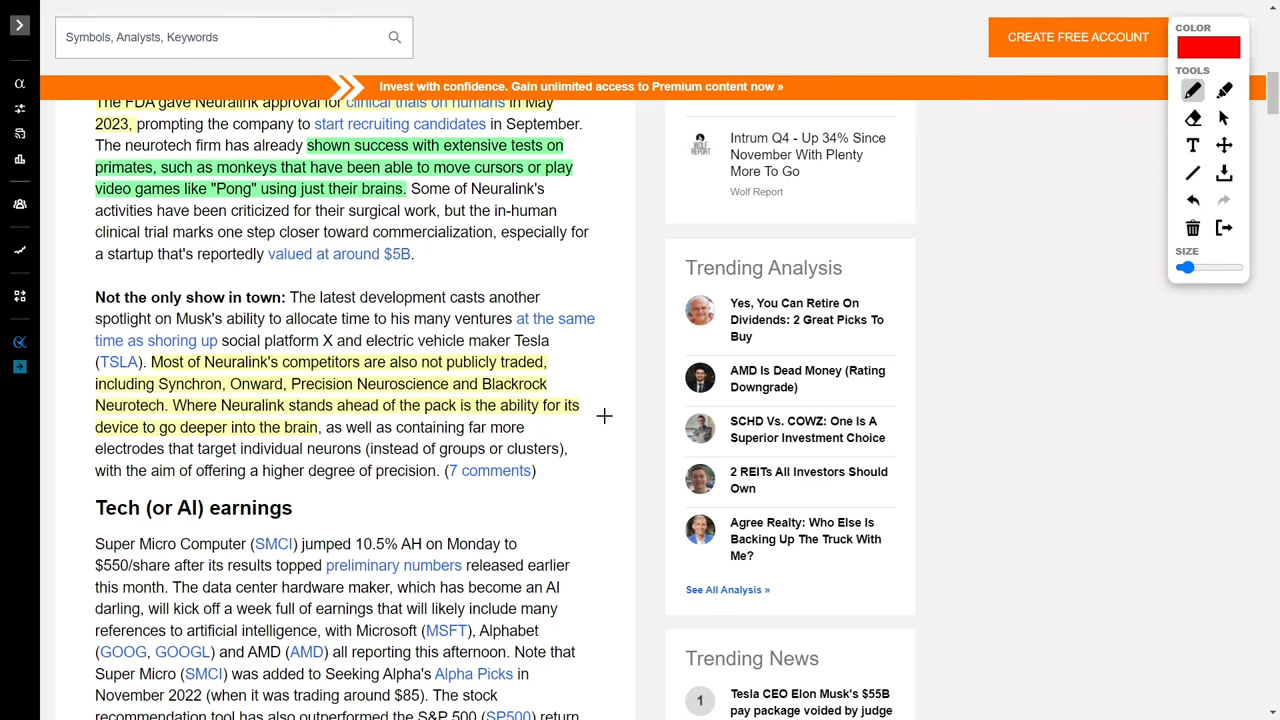 Symbols, Analysts, Keywords
CREATE FREE ACCOUNT
Invest with confidence. Gain unlimited access to Premium content now »
The FDA gave Neuralink approval for clinical trials on humans in May
2023, prompting the company to start recruiting candidates in September.
The neurotech firm has already shown success with extensive tests on
primates, such as monkeys that have been able to move cursors or play
video games like "Pong" using just their brains. Some of Neuralink's
activities have been criticized for their surgical work, but the in-human
clinical trial marks one step closer toward commercialization, especially for
a startup that's reportedly valued at around $5B.
Not the only show in town: The latest development casts another
spotlight on Musk's ability to allocate time to his many ventures at the same
time as shoring up social platform X and electric vehicle maker Tesla
(TSLA). Most of Neuralink's competitors are also not publicly traded,
including Synchron, Onward, Precision Neuroscience and Blackrock
Neurotech. Where Neuralink stands ahead of the pack is the ability for its
device to go deeper into the brain, as well as containing far more
electrodes that target individual neurons (instead of groups or clusters),
with the aim of offering a higher degree of precision. (7 comments)
Tech (or AI) earnings
Super Micro Computer (SMCI) jumped 10.5% AH on Monday to
$550/share after its results topped preliminary numbers released earlier
this month. The data center hardware maker, which has become an AI
darling, will kick off a week full of earnings that will likely include many
references to artificial intelligence, with Microsoft (MSFT), Alphabet
(GOOG, GOOGL) and AMD (AMD) all reporting this afternoon. Note that
Super Micro (SMCI) was added to Seeking Alpha's Alpha Picks in
November 2022 (when it was trading around $85). The stock
recommendation tool has also outperformed the S&P 500 (SP500) return
WOLF
REPORT
Intrum Q4 - Up 34% Since
November With Plenty
More To Go
Wolf Report
Trending Analysis
Yes, You Can Retire On
Dividends: 2 Great Picks To
Buy
AMD Is Dead Money (Rating
Downgrade)
SCHD Vs. COWZ: One Is A
Superior Investment Choice
2 REITs All Investors Should
Own
Agree Realty: Who Else Is
Backing Up The Truck With
Me?
See All Analysis »
Trending News
1
Tesla CEO Elon Musk's $55B
pay package voided by judge
COLOR
TOOLS
T
SIZE